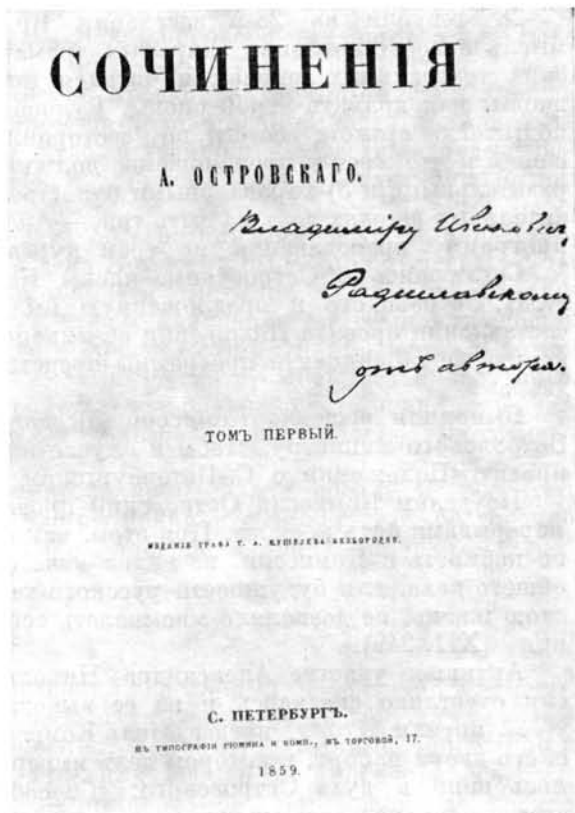 СОЧИНЕНІЯ
А. ОСТРОВСКАГО.
Владиміру Ивановичу
Родиславскому
отъ автора.
ТОМЪ ПЕРВЫЙ.
ИЗДАНІЕ ГРАФА Г. А. КУШЕЛЕВА-БЕЗБОРОДКО.
С. ПЕТЕРБУРГЪ.
ВЪ ТИПОГРАФІИ РЮМИНА И КОМП., ВЪ ТОРГОВОЙ, 17.
1859.